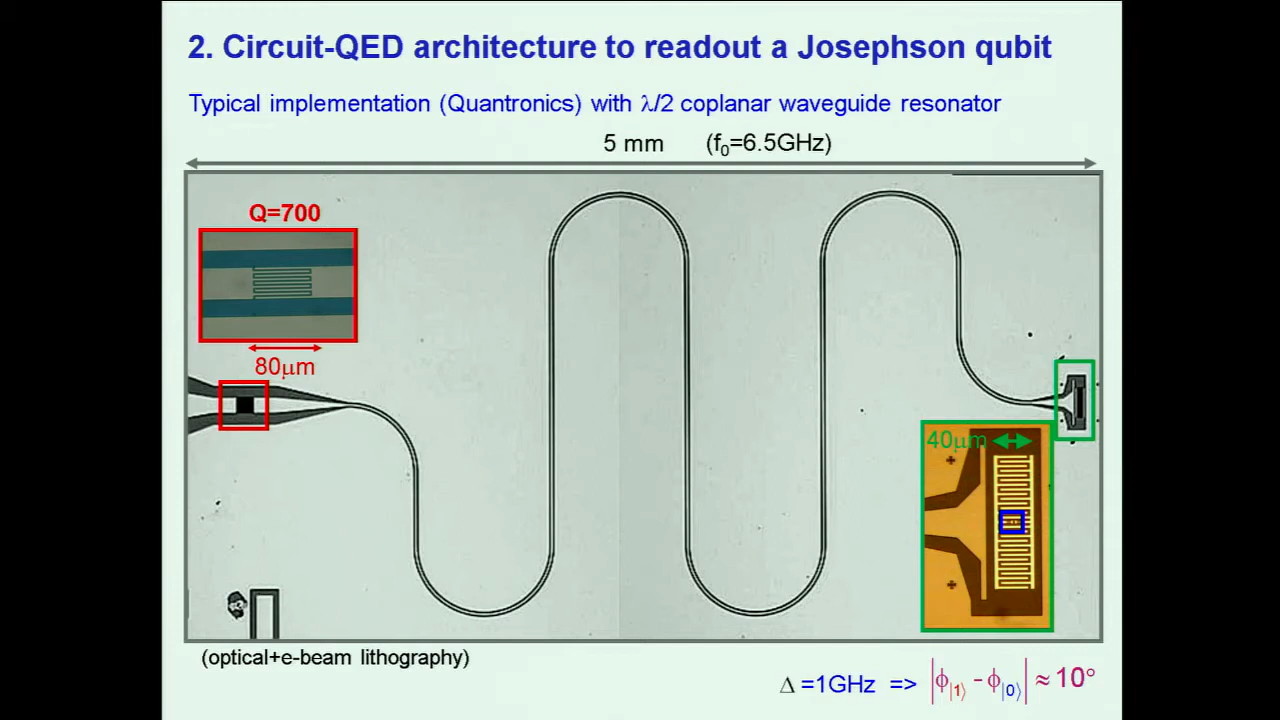 2. Circuit-QED architecture to readout a Josephson qubit
Typical implementation (Quantronics) with λ/2 coplanar waveguide resonator
5 mm (f₀=6.5GHz)
Q=700
80μm
40μm
(optical+e-beam lithography)
Δ =1GHz => |ϕ|1⟩ - ϕ|0⟩| ≈ 10°